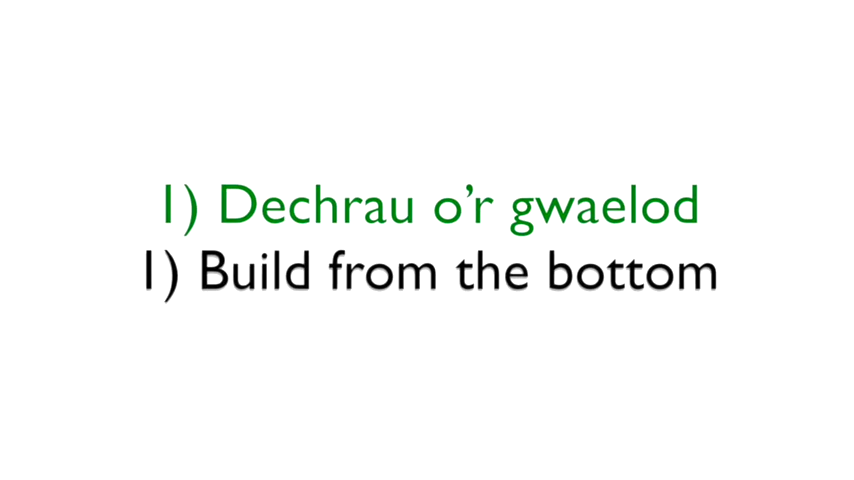 1) Dechrau o’r gwaelod
1) Build from the bottom